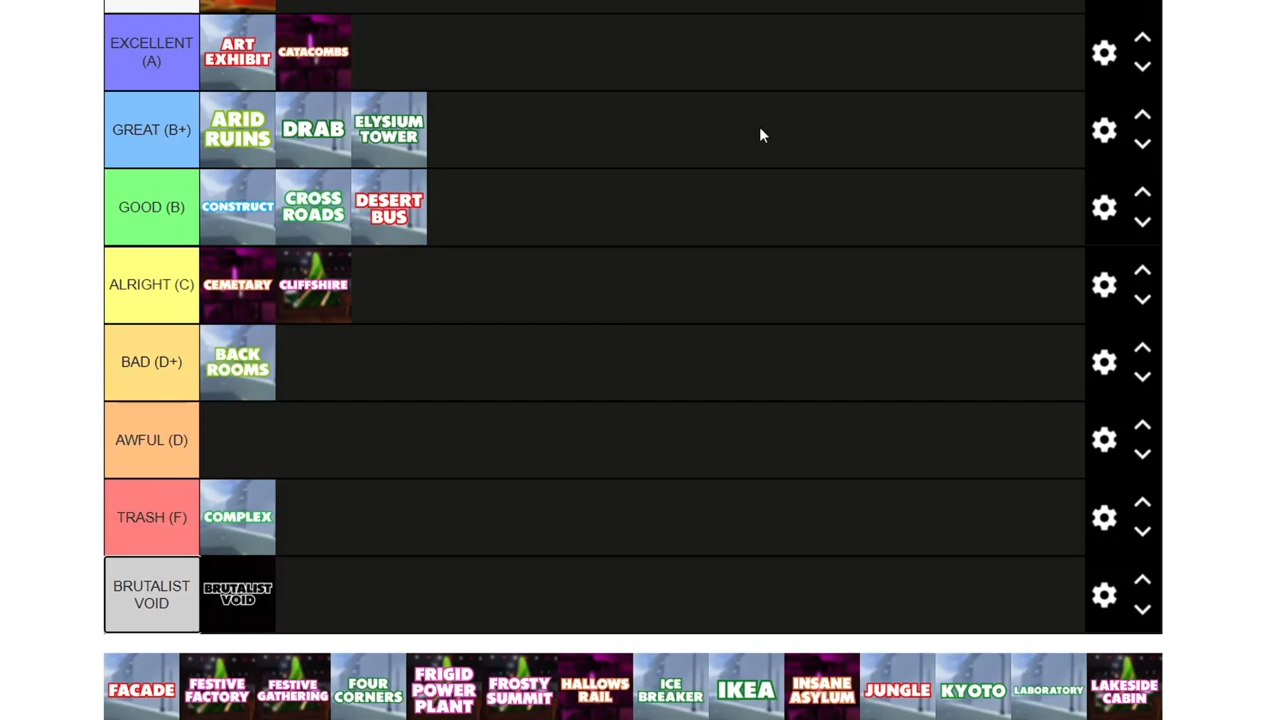 EXCELLENT
(A)
ART
EXHIBIT
CATACOMBS
GREAT (B+)
ARID
RUINS
DRAB
ELYSIUM
TOWER
GOOD (B)
CONSTRUCT
CROSS
ROADS
DESERT
BUS
ALRIGHT (C)
CEMETARY
CLIFFSHIRE
BAD (D+)
BACK
ROOMS
AWFUL (D)
TRASH (F)
COMPLEX
BRUTALIST
VOID
BRUTALIST
VOID
FACADE
FESTIVE
FACTORY
FESTIVE
GATHERING
FOUR
CORNERS
FRIGID
POWER
PLANT
FROSTY
SUMMIT
HALLOWS
RAIL
ICE
BREAKER
IKEA
INSANE
ASYLUM
JUNGLE
KYOTO
LABORATORY
LAKESIDE
CABIN